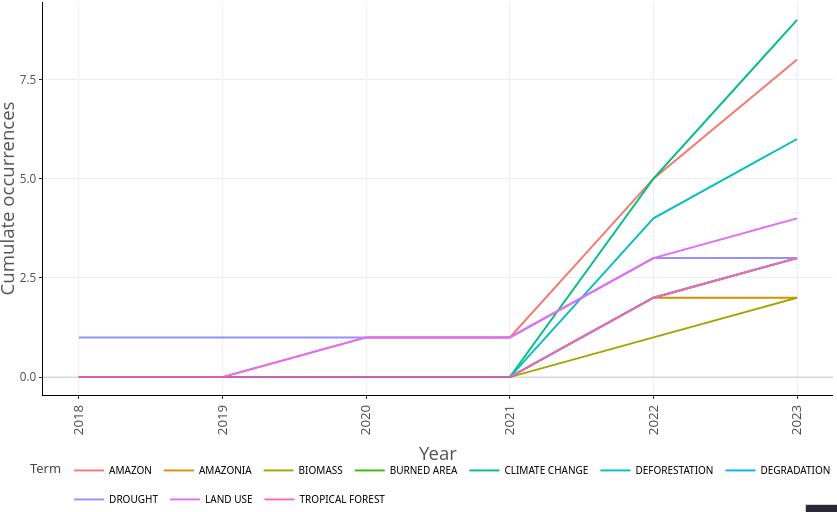 Cumulate occurrences
7.5
5.0
2.5
0.0
2018 2019 2020 2021 2022 2023
Year
Term AMAZON AMAZONIA BIOMASS BURNED AREA CLIMATE CHANGE DEFORESTATION DEGRADATION
DROUGHT LAND USE TROPICAL FOREST